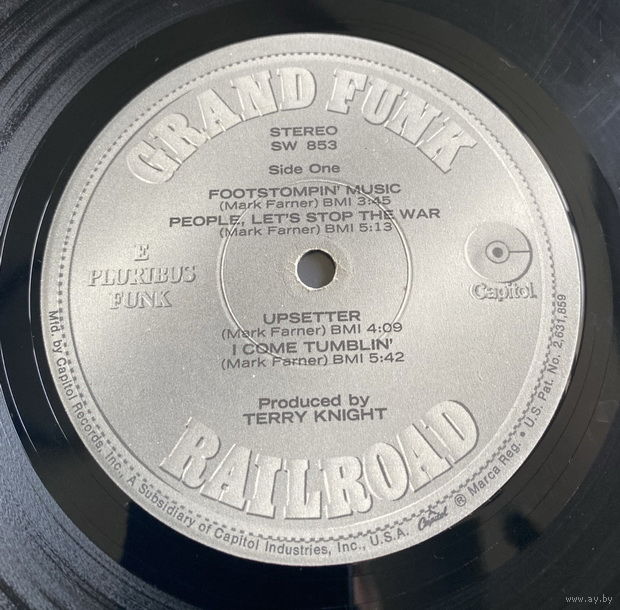 GRAND FUNK
STEREO
SW 853
Side One
FOOTSTOMPIN' MUSIC
(Mark Farner) BMI 3:45
PEOPLE, LET'S STOP THE WAR
(Mark Farner) BMI 5:13
E
PLURIBUS
FUNK
Capitol
UPSETTER
(Mark Farner) BMI 4:09
I COME TUMBLIN'
(Mark Farner) BMI 5:42
Produced by
TERRY KNIGHT
RAILROAD
Mfd. by Capitol Records, Inc., A Subsidiary of Capitol Industries, Inc., U.S.A. Capitol ® Marca Reg. • U.S. Pat. No. 2,631,859
www.ay.by